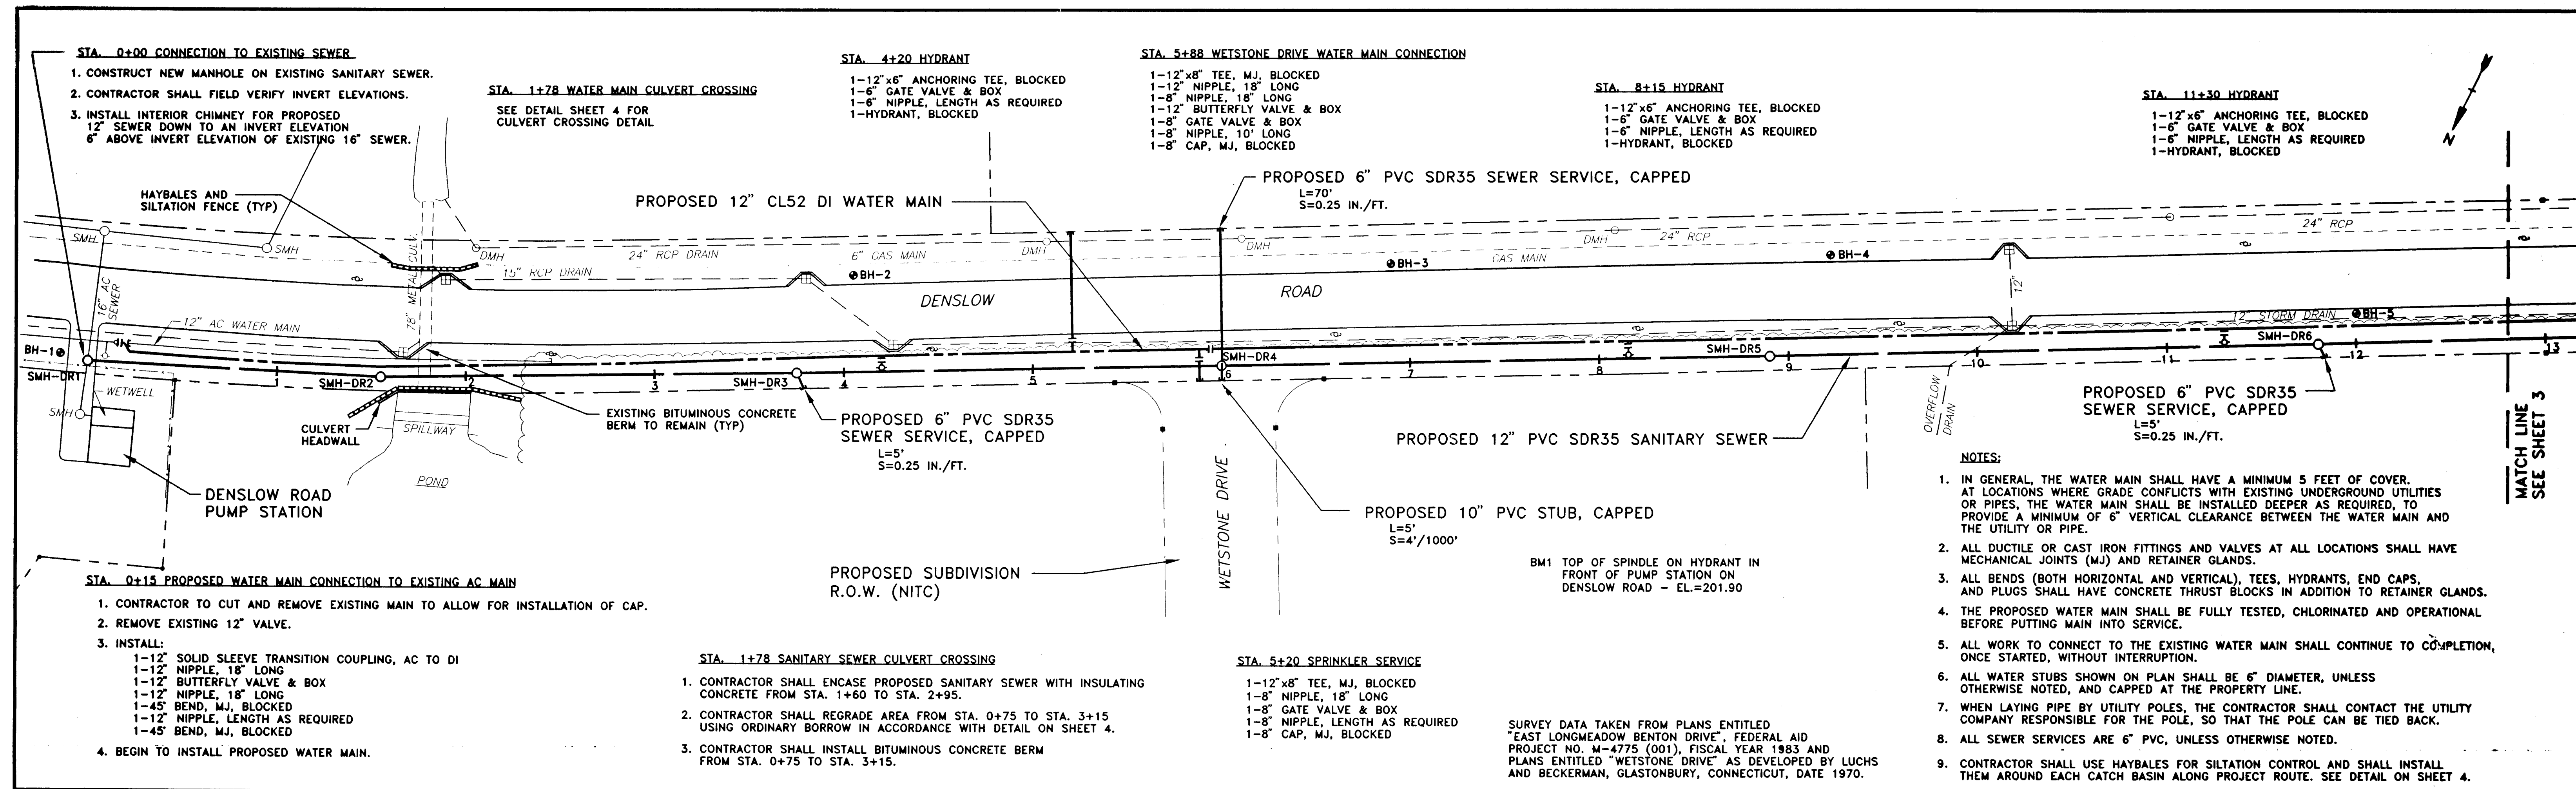 STA. 0+00 CONNECTION TO EXISTING SEWER
1. CONSTRUCT NEW MANHOLE ON EXISTING SANITARY SEWER.
2. CONTRACTOR SHALL FIELD VERIFY INVERT ELEVATIONS.
3. INSTALL INTERIOR CHIMNEY FOR PROPOSED
12" SEWER DOWN TO AN INVERT ELEVATION
6" ABOVE INVERT ELEVATION OF EXISTING 16" SEWER.
STA. 1+78 WATER MAIN CULVERT CROSSING
SEE DETAIL SHEET 4 FOR
CULVERT CROSSING DETAIL
STA. 4+20 HYDRANT
1-12"x6" ANCHORING TEE, BLOCKED
1-6" GATE VALVE & BOX
1-6" NIPPLE, LENGTH AS REQUIRED
1-HYDRANT, BLOCKED
STA. 5+88 WETSTONE DRIVE WATER MAIN CONNECTION
1-12"x8" TEE, MJ, BLOCKED
1-12" NIPPLE, 18" LONG
1-8" NIPPLE, 18" LONG
1-12" BUTTERFLY VALVE & BOX
1-8" GATE VALVE & BOX
1-8" NIPPLE, 10' LONG
1-8" CAP, MJ, BLOCKED
STA. 8+15 HYDRANT
1-12"x6" ANCHORING TEE, BLOCKED
1-6" GATE VALVE & BOX
1-6" NIPPLE, LENGTH AS REQUIRED
1-HYDRANT, BLOCKED
STA. 11+30 HYDRANT
1-12"x6" ANCHORING TEE, BLOCKED
1-6" GATE VALVE & BOX
1-6" NIPPLE, LENGTH AS REQUIRED
1-HYDRANT, BLOCKED
N
HAYBALES AND
SILTATION FENCE (TYP)
PROPOSED 12" CL52 DI WATER MAIN
PROPOSED 6" PVC SDR35 SEWER SERVICE, CAPPED
L=70'
S=0.25 IN./FT.
SMH
SMH
DMH
24" RCP DRAIN
6" GAS MAIN
DMH
DMH
DMH
24" RCP
24" RCP
15" RCP DRAIN
BH-2
BH-3
GAS MAIN
BH-4
78" METAL CULV.
16" AC
SEWER
DENSLOW
ROAD
12"
12" AC WATER MAIN
12" STORM DRAIN
BH-5
BH-1
SMH-DR1
SMH-DR2
SMH-DR3
SMH-DR4
SMH-DR5
SMH-DR6
1
2
3
4
5
6
7
8
9
10
11
12
13
WETWELL
SMH
CULVERT
HEADWALL
SPILLWAY
POND
EXISTING BITUMINOUS CONCRETE
BERM TO REMAIN (TYP)
PROPOSED 6" PVC SDR35
SEWER SERVICE, CAPPED
L=5'
S=0.25 IN./FT.
PROPOSED 12" PVC SDR35 SANITARY SEWER
OVERFLOW
DRAIN
PROPOSED 6" PVC SDR35
SEWER SERVICE, CAPPED
L=5'
S=0.25 IN./FT.
MATCH LINE
SEE SHEET 3
DENSLOW ROAD
PUMP STATION
WETSTONE DRIVE
PROPOSED 10" PVC STUB, CAPPED
L=5'
S=4'/1000'
PROPOSED SUBDIVISION
R.O.W. (NITC)
BM1 TOP OF SPINDLE ON HYDRANT IN
FRONT OF PUMP STATION ON
DENSLOW ROAD - EL.=201.90
STA. 0+15 PROPOSED WATER MAIN CONNECTION TO EXISTING AC MAIN
1. CONTRACTOR TO CUT AND REMOVE EXISTING MAIN TO ALLOW FOR INSTALLATION OF CAP.
2. REMOVE EXISTING 12" VALVE.
3. INSTALL:
1-12" SOLID SLEEVE TRANSITION COUPLING, AC TO DI
1-12" NIPPLE, 18" LONG
1-12" BUTTERFLY VALVE & BOX
1-12" NIPPLE, 18" LONG
1-45° BEND, MJ, BLOCKED
1-12" NIPPLE, LENGTH AS REQUIRED
1-45° BEND, MJ, BLOCKED
4. BEGIN TO INSTALL PROPOSED WATER MAIN.
STA. 1+78 SANITARY SEWER CULVERT CROSSING
1. CONTRACTOR SHALL ENCASE PROPOSED SANITARY SEWER WITH INSULATING
CONCRETE FROM STA. 1+60 TO STA. 2+95.
2. CONTRACTOR SHALL REGRADE AREA FROM STA. 0+75 TO STA. 3+15
USING ORDINARY BORROW IN ACCORDANCE WITH DETAIL ON SHEET 4.
3. CONTRACTOR SHALL INSTALL BITUMINOUS CONCRETE BERM
FROM STA. 0+75 TO STA. 3+15.
STA. 5+20 SPRINKLER SERVICE
1-12"x8" TEE, MJ, BLOCKED
1-8" NIPPLE, 18" LONG
1-8" GATE VALVE & BOX
1-8" NIPPLE, LENGTH AS REQUIRED
1-8" CAP, MJ, BLOCKED
SURVEY DATA TAKEN FROM PLANS ENTITLED
"EAST LONGMEADOW BENTON DRIVE", FEDERAL AID
PROJECT NO. M-4775 (001), FISCAL YEAR 1983 AND
PLANS ENTITLED "WETSTONE DRIVE" AS DEVELOPED BY LUCHS
AND BECKERMAN, GLASTONBURY, CONNECTICUT, DATE 1970.
NOTES:
1. IN GENERAL, THE WATER MAIN SHALL HAVE A MINIMUM 5 FEET OF COVER.
AT LOCATIONS WHERE GRADE CONFLICTS WITH EXISTING UNDERGROUND UTILITIES
OR PIPES, THE WATER MAIN SHALL BE INSTALLED DEEPER AS REQUIRED, TO
PROVIDE A MINIMUM OF 6" VERTICAL CLEARANCE BETWEEN THE WATER MAIN AND
THE UTILITY OR PIPE.
2. ALL DUCTILE OR CAST IRON FITTINGS AND VALVES AT ALL LOCATIONS SHALL HAVE
MECHANICAL JOINTS (MJ) AND RETAINER GLANDS.
3. ALL BENDS (BOTH HORIZONTAL AND VERTICAL), TEES, HYDRANTS, END CAPS,
AND PLUGS SHALL HAVE CONCRETE THRUST BLOCKS IN ADDITION TO RETAINER GLANDS.
4. THE PROPOSED WATER MAIN SHALL BE FULLY TESTED, CHLORINATED AND OPERATIONAL
BEFORE PUTTING MAIN INTO SERVICE.
5. ALL WORK TO CONNECT TO THE EXISTING WATER MAIN SHALL CONTINUE TO COMPLETION,
ONCE STARTED, WITHOUT INTERRUPTION.
6. ALL WATER STUBS SHOWN ON PLAN SHALL BE 6" DIAMETER, UNLESS
OTHERWISE NOTED, AND CAPPED AT THE PROPERTY LINE.
7. WHEN LAYING PIPE BY UTILITY POLES, THE CONTRACTOR SHALL CONTACT THE UTILITY
COMPANY RESPONSIBLE FOR THE POLE, SO THAT THE POLE CAN BE TIED BACK.
8. ALL SEWER SERVICES ARE 6" PVC, UNLESS OTHERWISE NOTED.
9. CONTRACTOR SHALL USE HAYBALES FOR SILTATION CONTROL AND SHALL INSTALL
THEM AROUND EACH CATCH BASIN ALONG PROJECT ROUTE. SEE DETAIL ON SHEET 4.